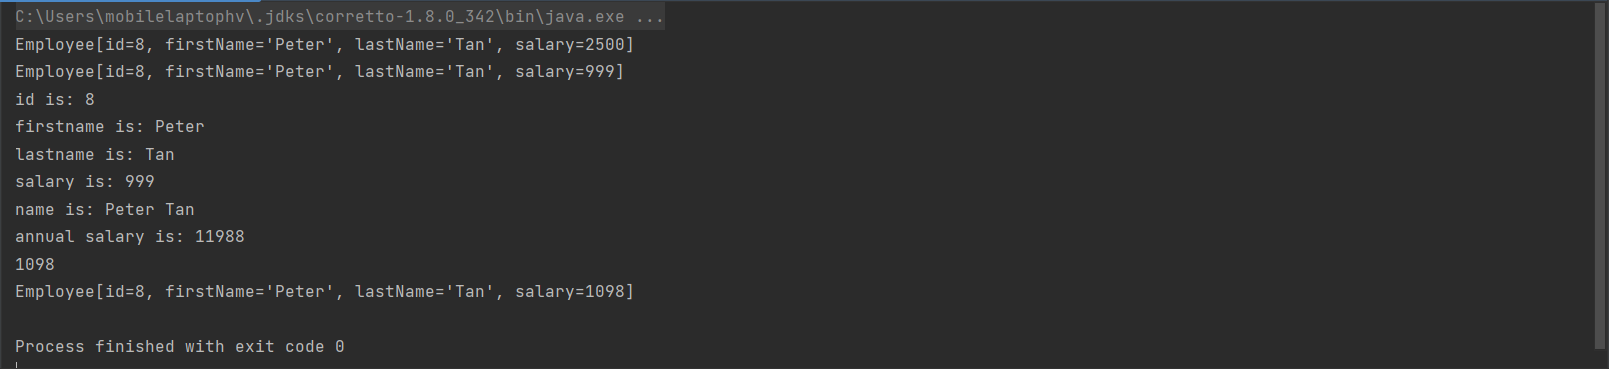 C:\Users\mobilelaptophv\.jdks\corretto-1.8.0_342\bin\java.exe ...
Employee[id=8, firstName='Peter', lastName='Tan', salary=2500]
Employee[id=8, firstName='Peter', lastName='Tan', salary=999]
id is: 8
firstname is: Peter
lastname is: Tan
salary is: 999
name is: Peter Tan
annual salary is: 11988
1098
Employee[id=8, firstName='Peter', lastName='Tan', salary=1098]
Process finished with exit code 0